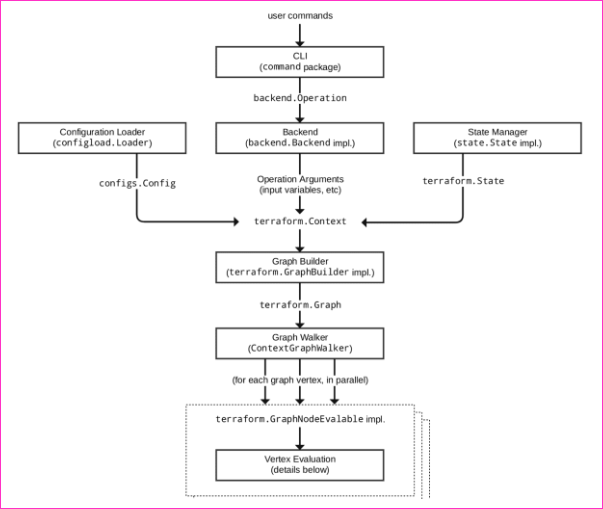 user commands
CLI
(command package)
backend.Operation
Configuration Loader
(configload.Loader)
Backend
(backend.Backend impl.)
State Manager
(state.State impl.)
configs.Config
Operation Arguments
(input variables, etc)
terraform.State
terraform.Context
Graph Builder
(terraform.GraphBuilder impl.)
terraform.Graph
Graph Walker
(ContextGraphWalker)
(for each graph vertex, in parallel)
terraform.GraphNodeEvalable impl.
Vertex Evaluation
(details below)